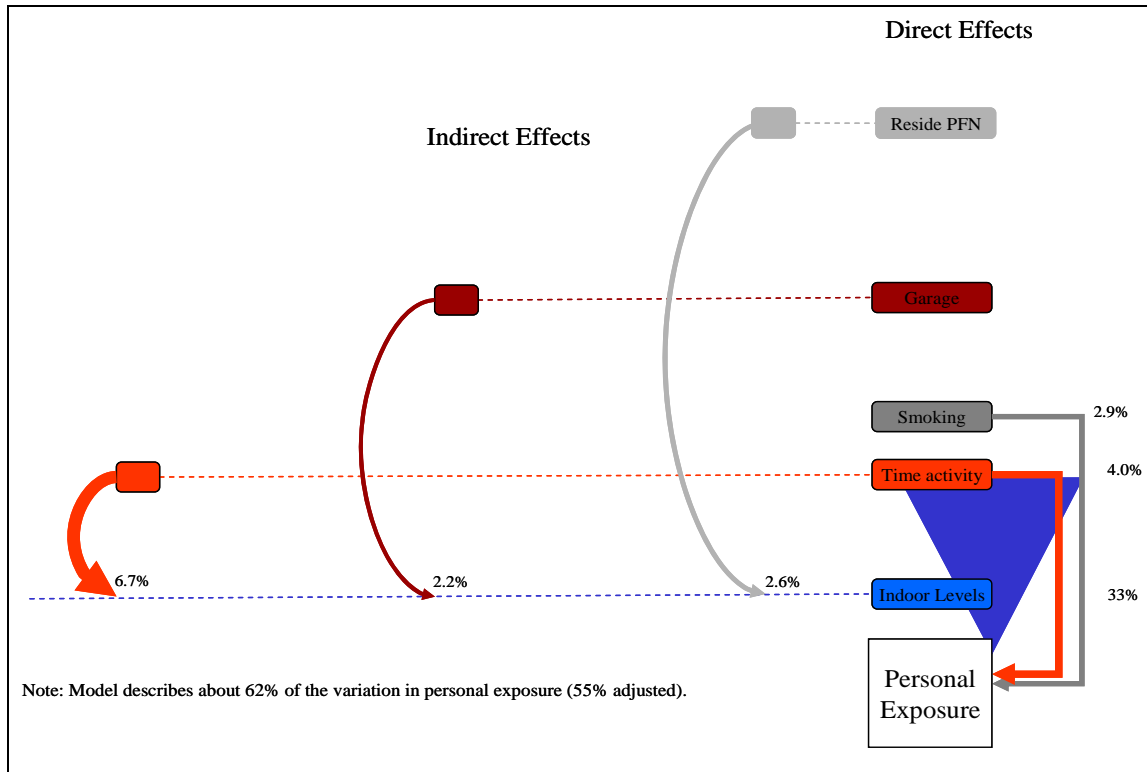 Direct Effects
Reside PFN
Indirect Effects
Garage
Smoking
2.9%
Time activity
4.0%
6.7%
2.2%
2.6%
Indoor Levels
33%
Personal
Exposure
Note: Model describes about 62% of the variation in personal exposure (55% adjusted).